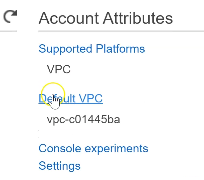 Account Attributes
Supported Platforms
VPC
Default VPC
vpc-c01445ba
Console experiments
Settings